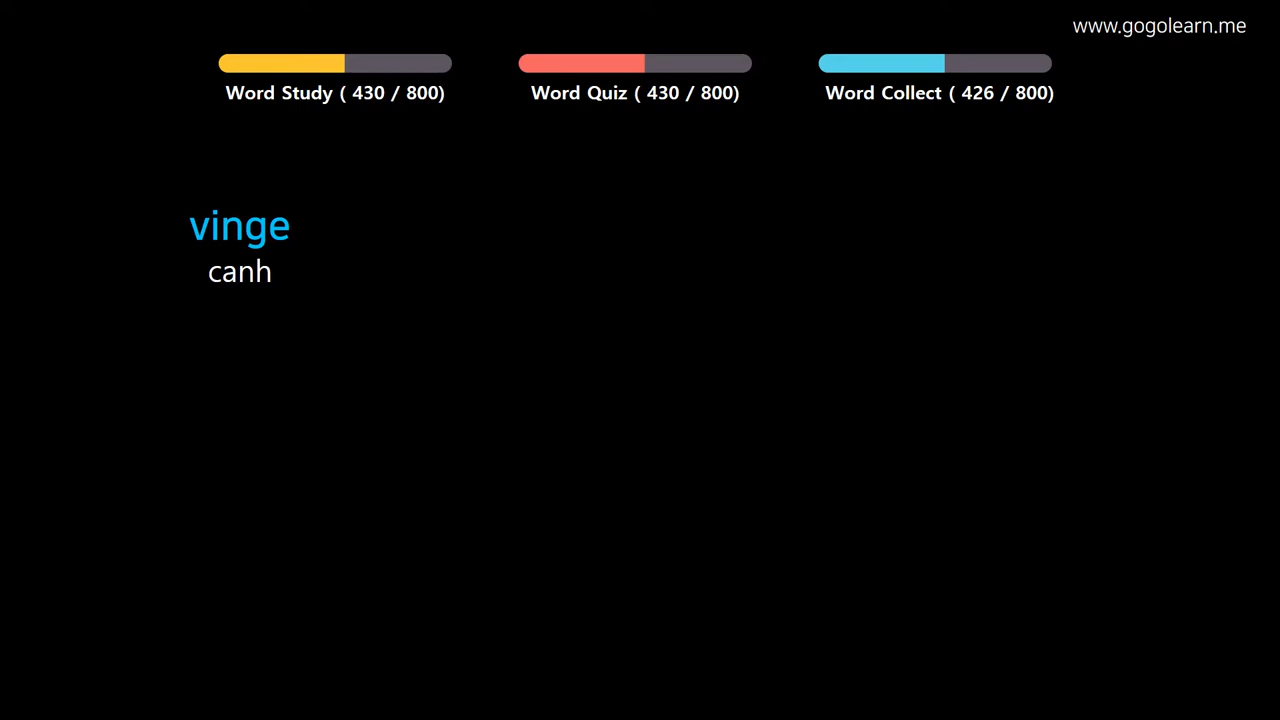 www.gogolearn.me
Word Study ( 430 / 800)
Word Quiz ( 430 / 800)
Word Collect ( 426 / 800)
vinge
canh